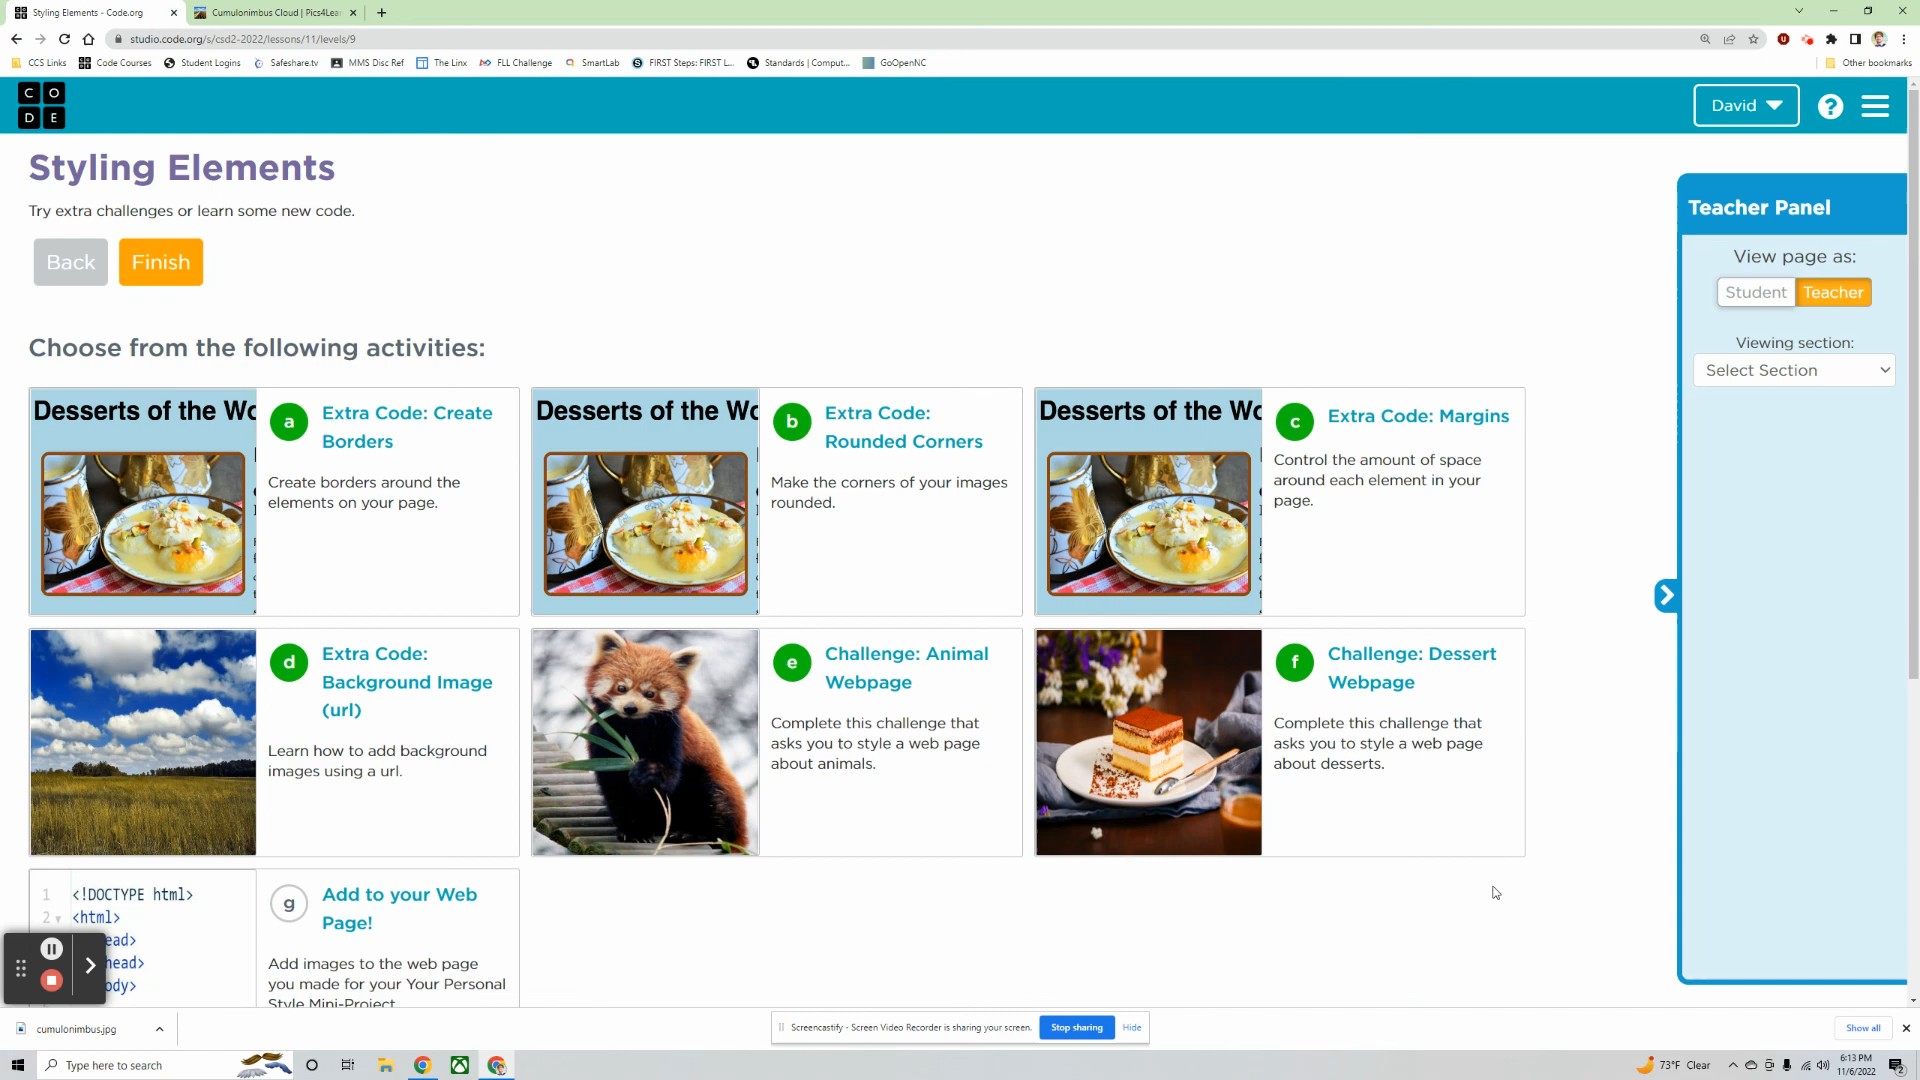 Styling Elements - Code.org
Cumulonimbus Cloud | Pics4Lea
studio.code.org/s/csd2-2022/lessons/11/levels/9
CCS Links
Code Courses
Student Logins
Safeshare.tv
MMS Disc Ref
The Linx
FLL Challenge
SmartLab
FIRST Steps: FIRST L...
Standards | Comput...
GoOpenNC
Other bookmarks
C O
D E
David
?
Styling Elements
Try extra challenges or learn some new code.
Back
Finish
Teacher Panel
View page as:
Student
Teacher
Viewing section:
Select Section
Choose from the following activities:
Desserts of the Wo
a
Extra Code: Create
Borders
Create borders around the
elements on your page.
Desserts of the Wo
b
Extra Code:
Rounded Corners
Make the corners of your images
rounded.
Desserts of the Wo
c
Extra Code: Margins
Control the amount of space
around each element in your
page.
d
Extra Code:
Background Image
(url)
Learn how to add background
images using a url.
e
Challenge: Animal
Webpage
Complete this challenge that
asks you to style a web page
about animals.
f
Challenge: Dessert
Webpage
Complete this challenge that
asks you to style a web page
about desserts.
1 <!DOCTYPE html>
2 <html>
ead>
head>
ody>
g
Add to your Web
Page!
Add images to the web page
you made for your Your Personal
Style Mini-Project
cumulonimbus.jpg
Screencastify - Screen Video Recorder is sharing your screen.
Stop sharing
Hide
Show all
Type here to search
73°F Clear
6:13 PM
11/6/2022
2